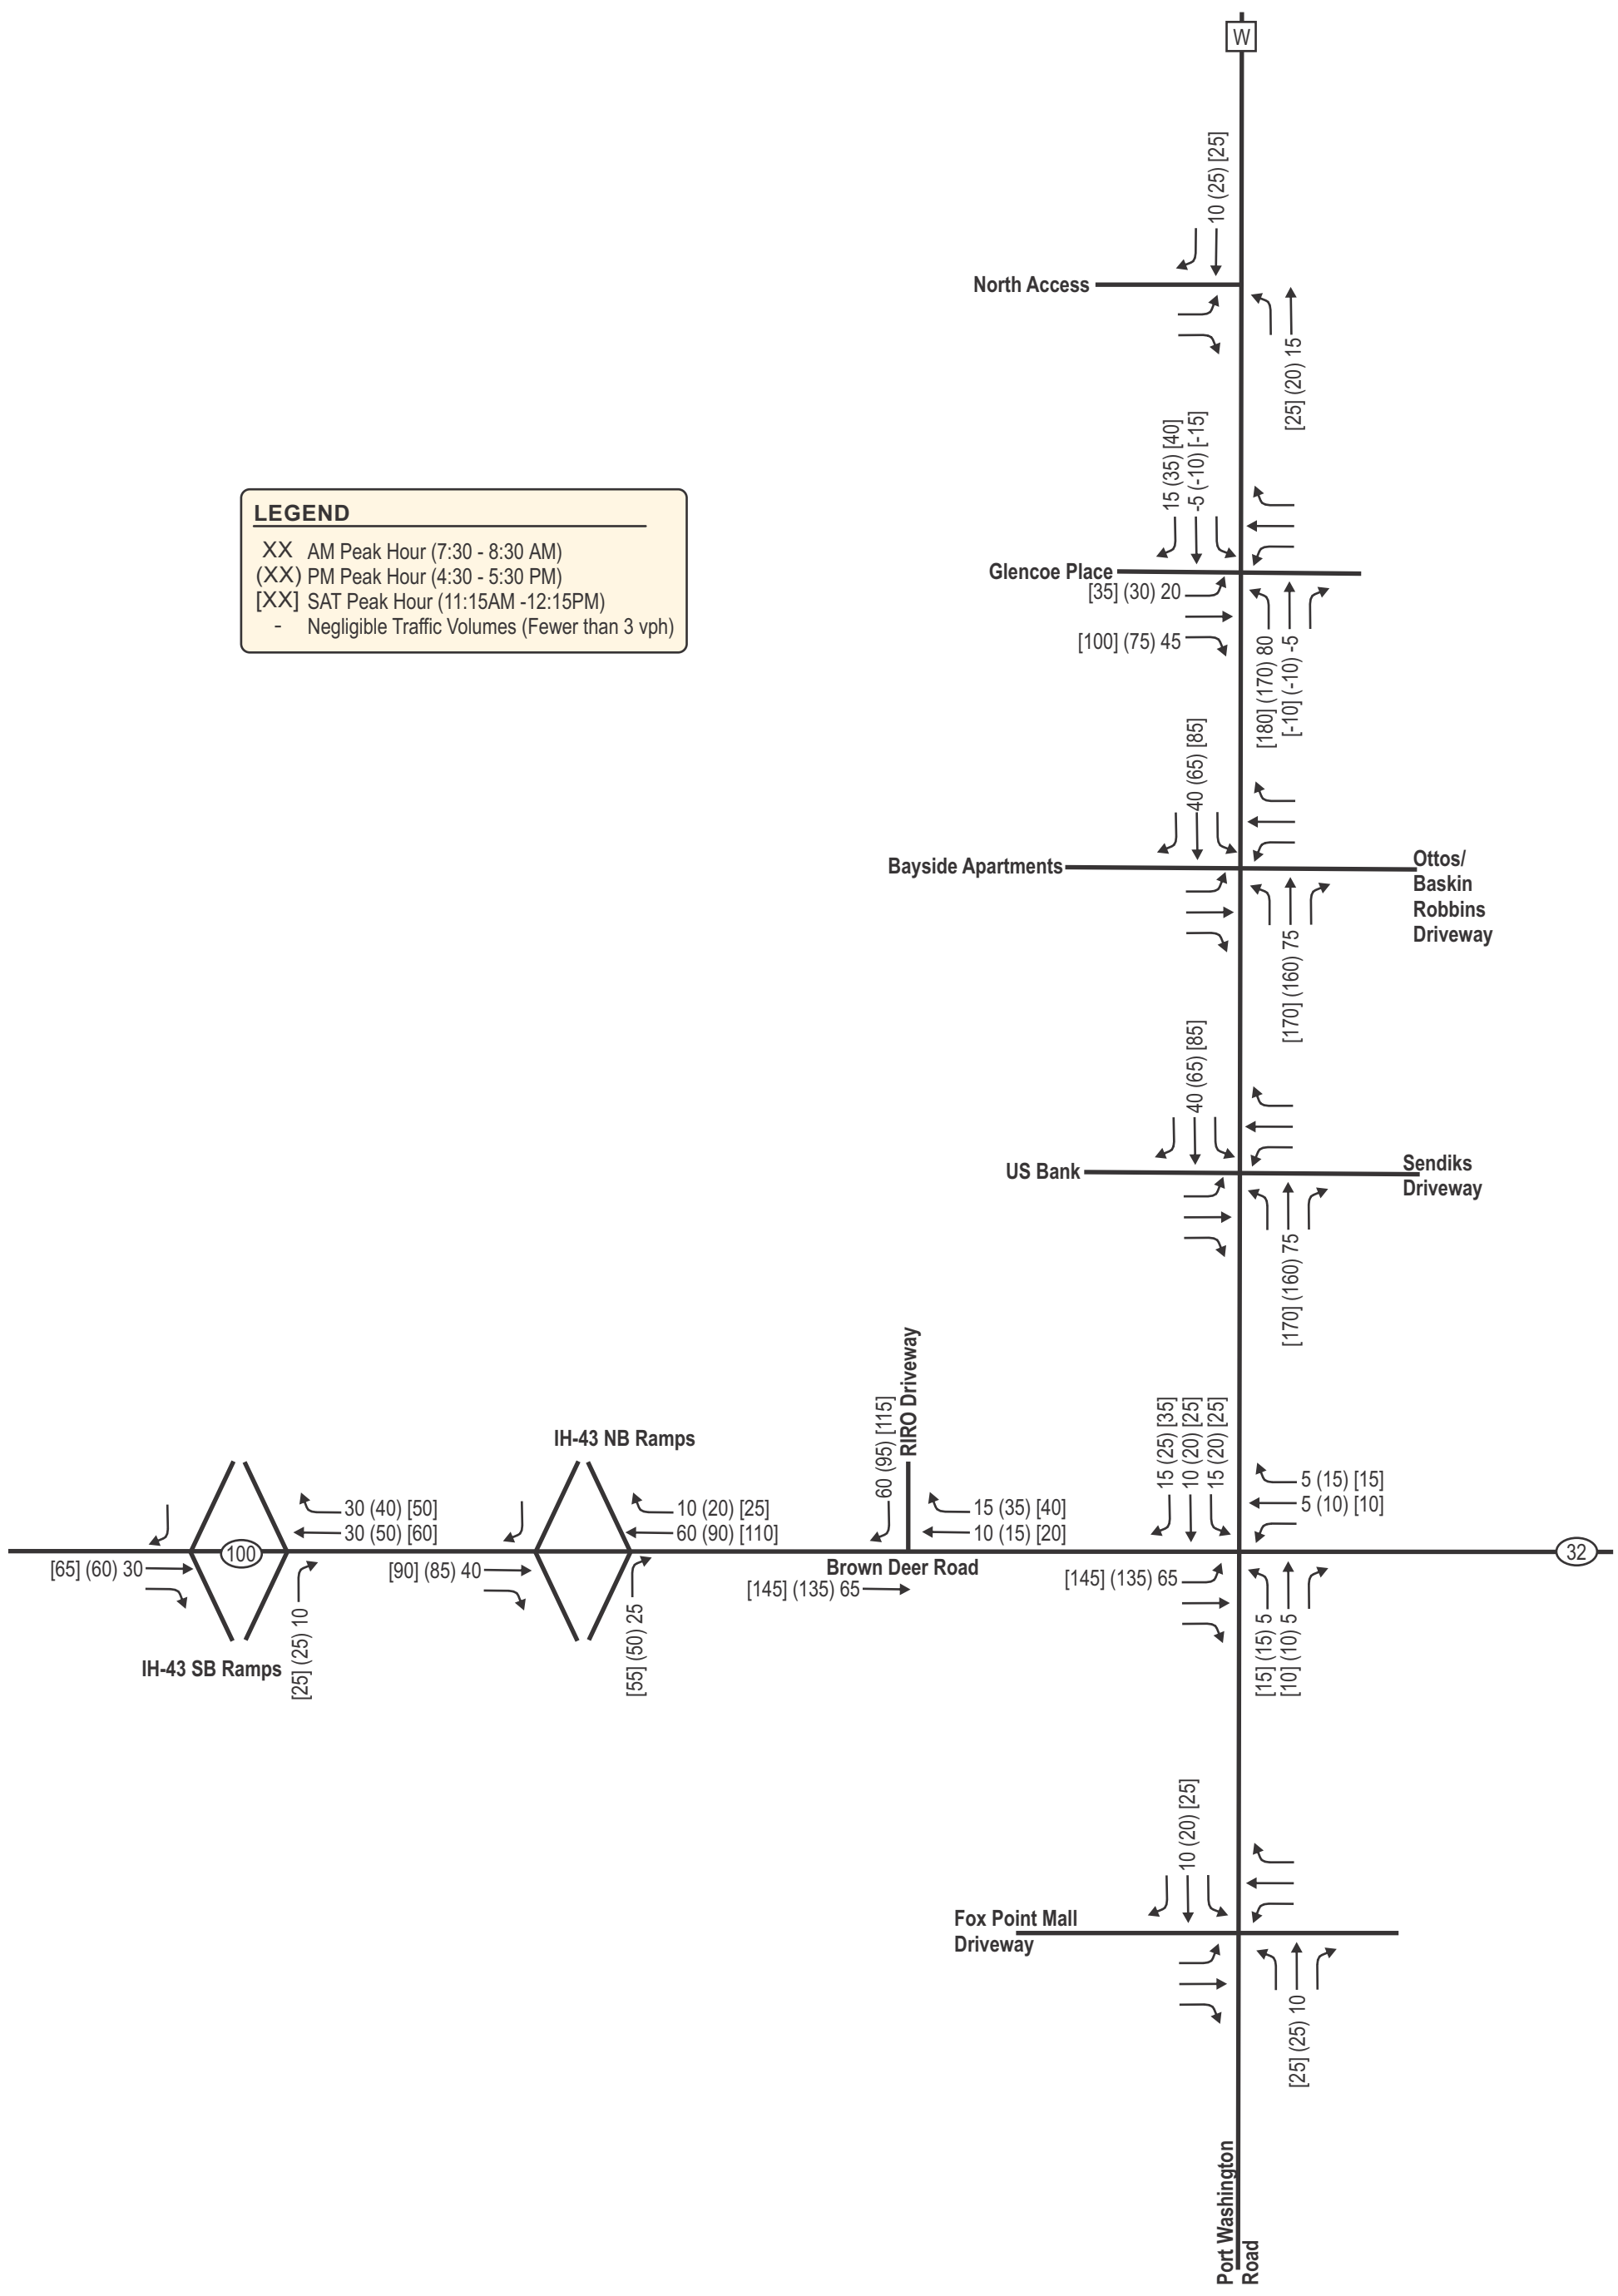 W
10 (25) [25]
North Access
[25] (20) 15
15 (35) [40]
-5 (-10) [-15]
LEGEND
XX AM Peak Hour (7:30 - 8:30 AM)
(XX) PM Peak Hour (4:30 - 5:30 PM)
[XX] SAT Peak Hour (11:15AM -12:15PM)
- Negligible Traffic Volumes (Fewer than 3 vph)
Glencoe Place
[35] (30) 20
[100] (75) 45
[180] (170) 80
[-10] (-10) -5
40 (65) [85]
Bayside Apartments
Ottos/
Baskin
Robbins
Driveway
[170] (160) 75
40 (65) [85]
US Bank
Sendiks
Driveway
[170] (160) 75
60 (95) [115]
RIRO Driveway
15 (25) [35]
10 (20) [25]
15 (20) [25]
IH-43 NB Ramps
30 (40) [50]
30 (50) [60]
10 (20) [25]
60 (90) [110]
15 (35) [40]
10 (15) [20]
5 (15) [15]
5 (10) [10]
100
32
[65] (60) 30
[90] (85) 40
Brown Deer Road
[145] (135) 65
[145] (135) 65
IH-43 SB Ramps
[25] (25) 10
[55] (50) 25
[15] (15) 5
[10] (10) 5
10 (20) [25]
Fox Point Mall
Driveway
[25] (25) 10
Port Washington
Road